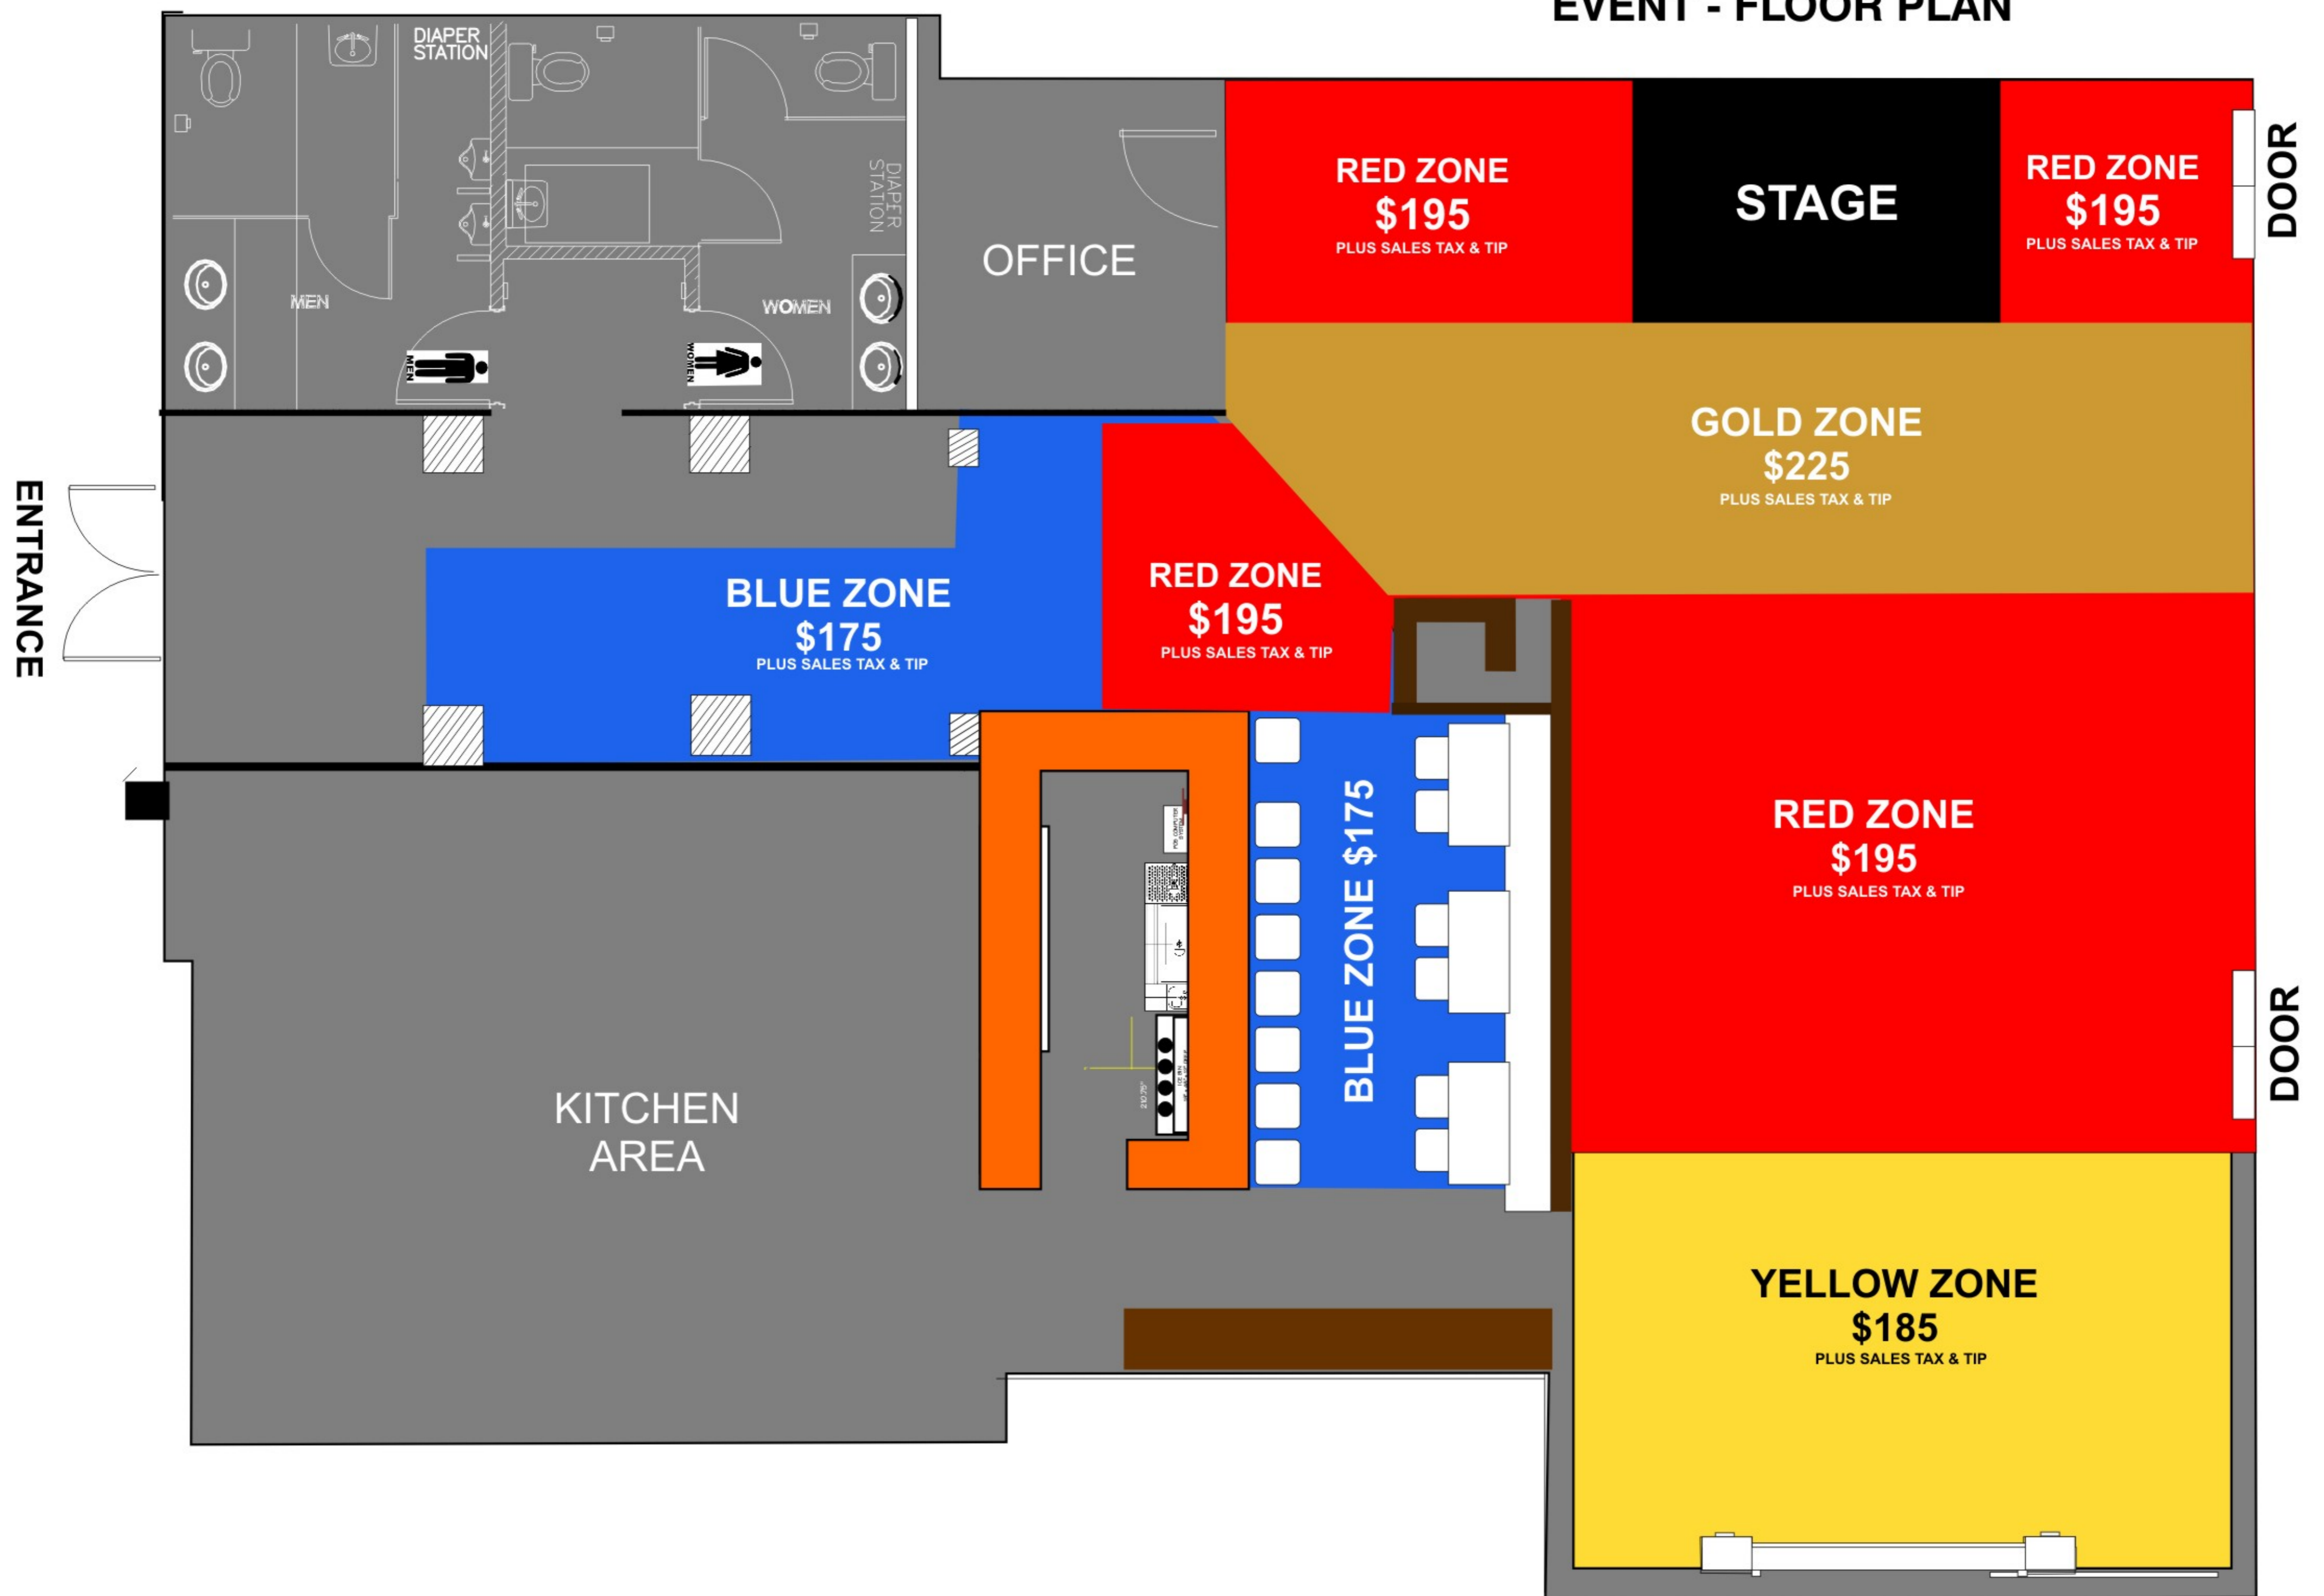 EVENT - FLOOR PLAN
DIAPER
STATION
DIAPER
STATION
MEN
WOMEN
MEN
WOMEN
OFFICE
RED ZONE
$195
PLUS SALES TAX & TIP
STAGE
RED ZONE
$195
PLUS SALES TAX & TIP
DOOR
GOLD ZONE
$225
PLUS SALES TAX & TIP
ENTRANCE
BLUE ZONE
$175
PLUS SALES TAX & TIP
RED ZONE
$195
PLUS SALES TAX & TIP
BLUE ZONE $175
RED ZONE
$195
PLUS SALES TAX & TIP
DOOR
KITCHEN
AREA
YELLOW ZONE
$185
PLUS SALES TAX & TIP